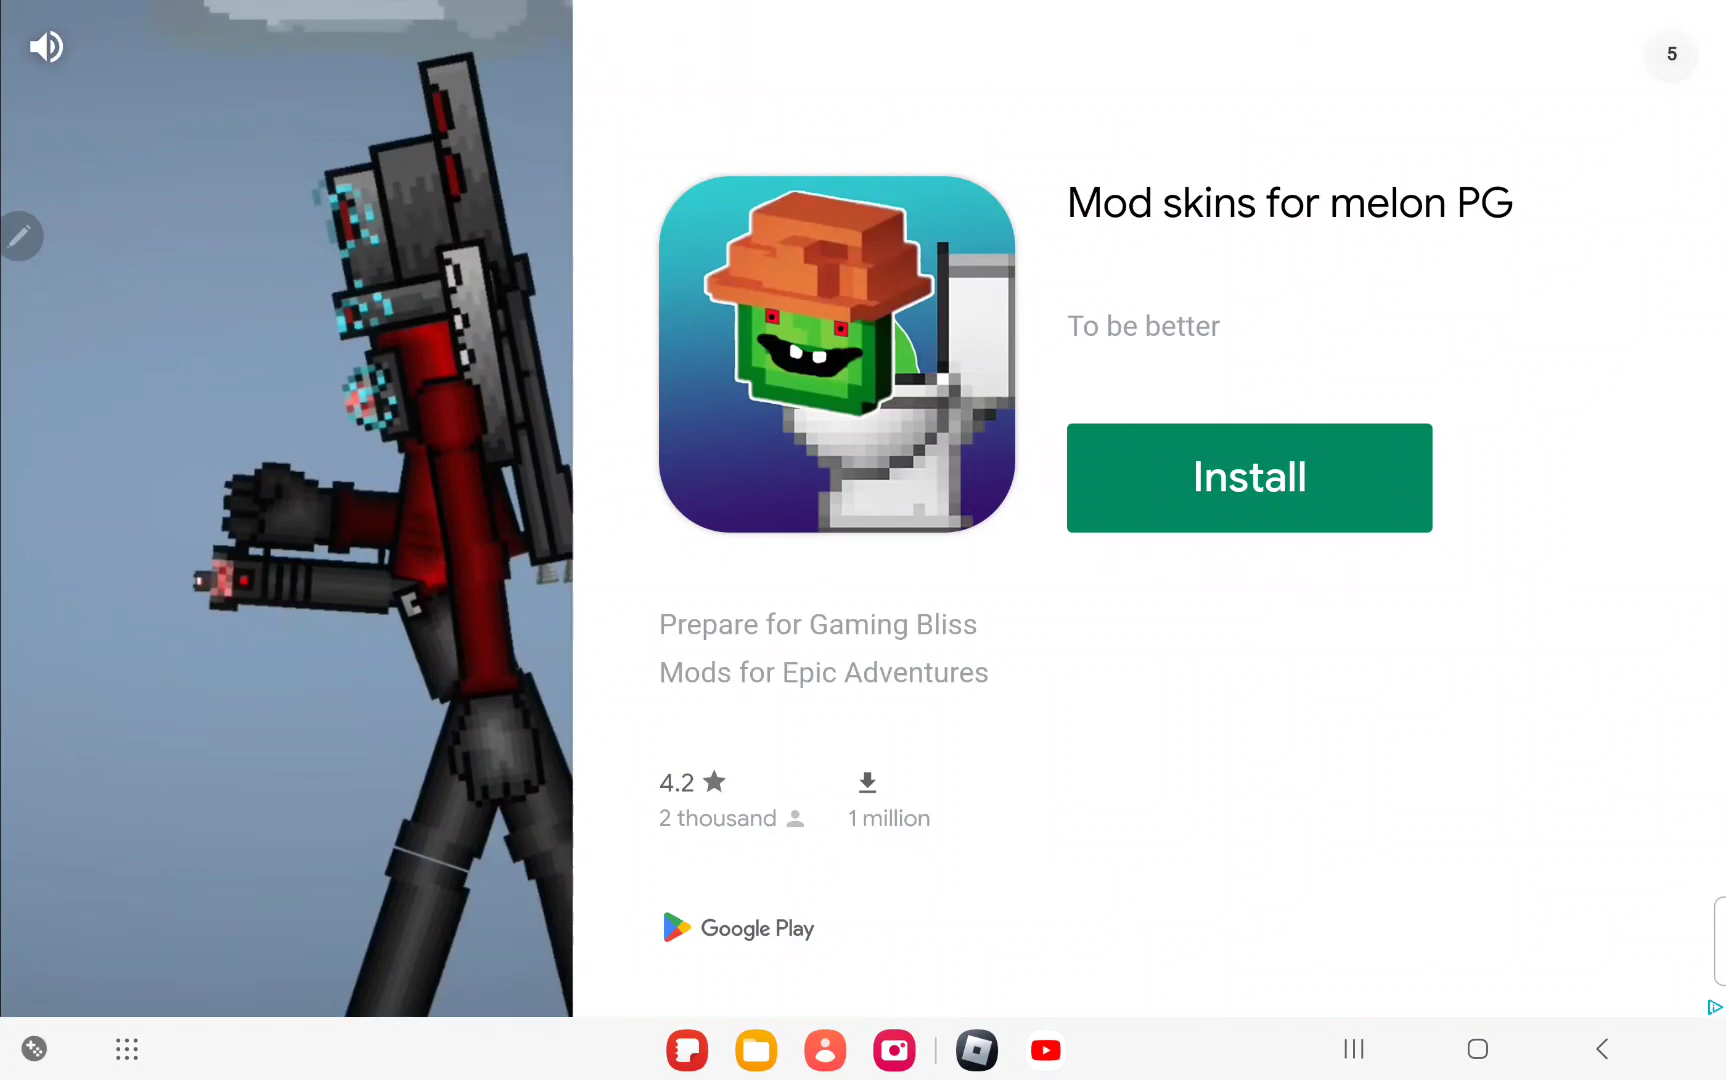 5
Mod skins for melon PG
To be better
Install
Prepare for Gaming Bliss
Mods for Epic Adventures
4.2
2 thousand
1 million
Google Play